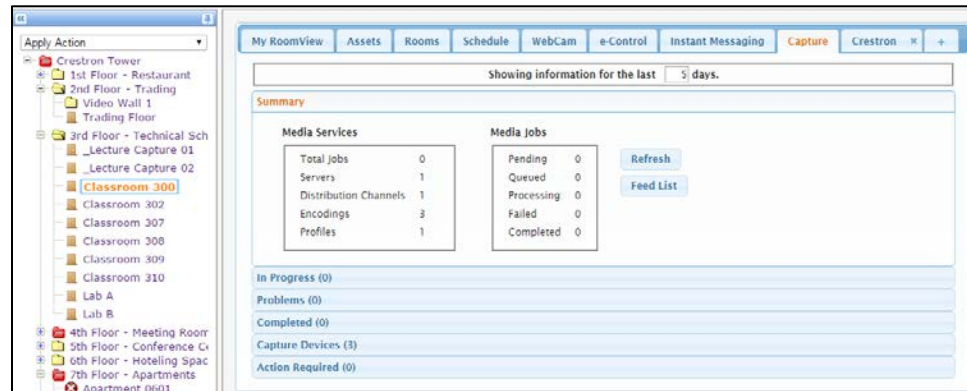 Apply Action
Crestron Tower
1st Floor - Restaurant
2nd Floor - Trading
Video Wall 1
Trading Floor
3rd Floor - Technical Sch
_Lecture Capture 01
_Lecture Capture 02
Classroom 300
Classroom 302
Classroom 307
Classroom 308
Classroom 309
Classroom 310
Lab A
Lab B
4th Floor - Meeting Room
5th Floor - Conference Ce
6th Floor - Hoteling Spac
7th Floor - Apartments
Apartment 0601
My RoomView Assets Rooms Schedule WebCam e-Control Instant Messaging Capture Crestron × +
Showing information for the last 5 days.
Summary
Media Services
Total Jobs 0
Servers 1
Distribution Channels 1
Encodings 3
Profiles 1
Media Jobs
Pending 0
Queued 0
Processing 0
Failed 0
Completed 0
Refresh
Feed List
In Progress (0)
Problems (0)
Completed (0)
Capture Devices (3)
Action Required (0)